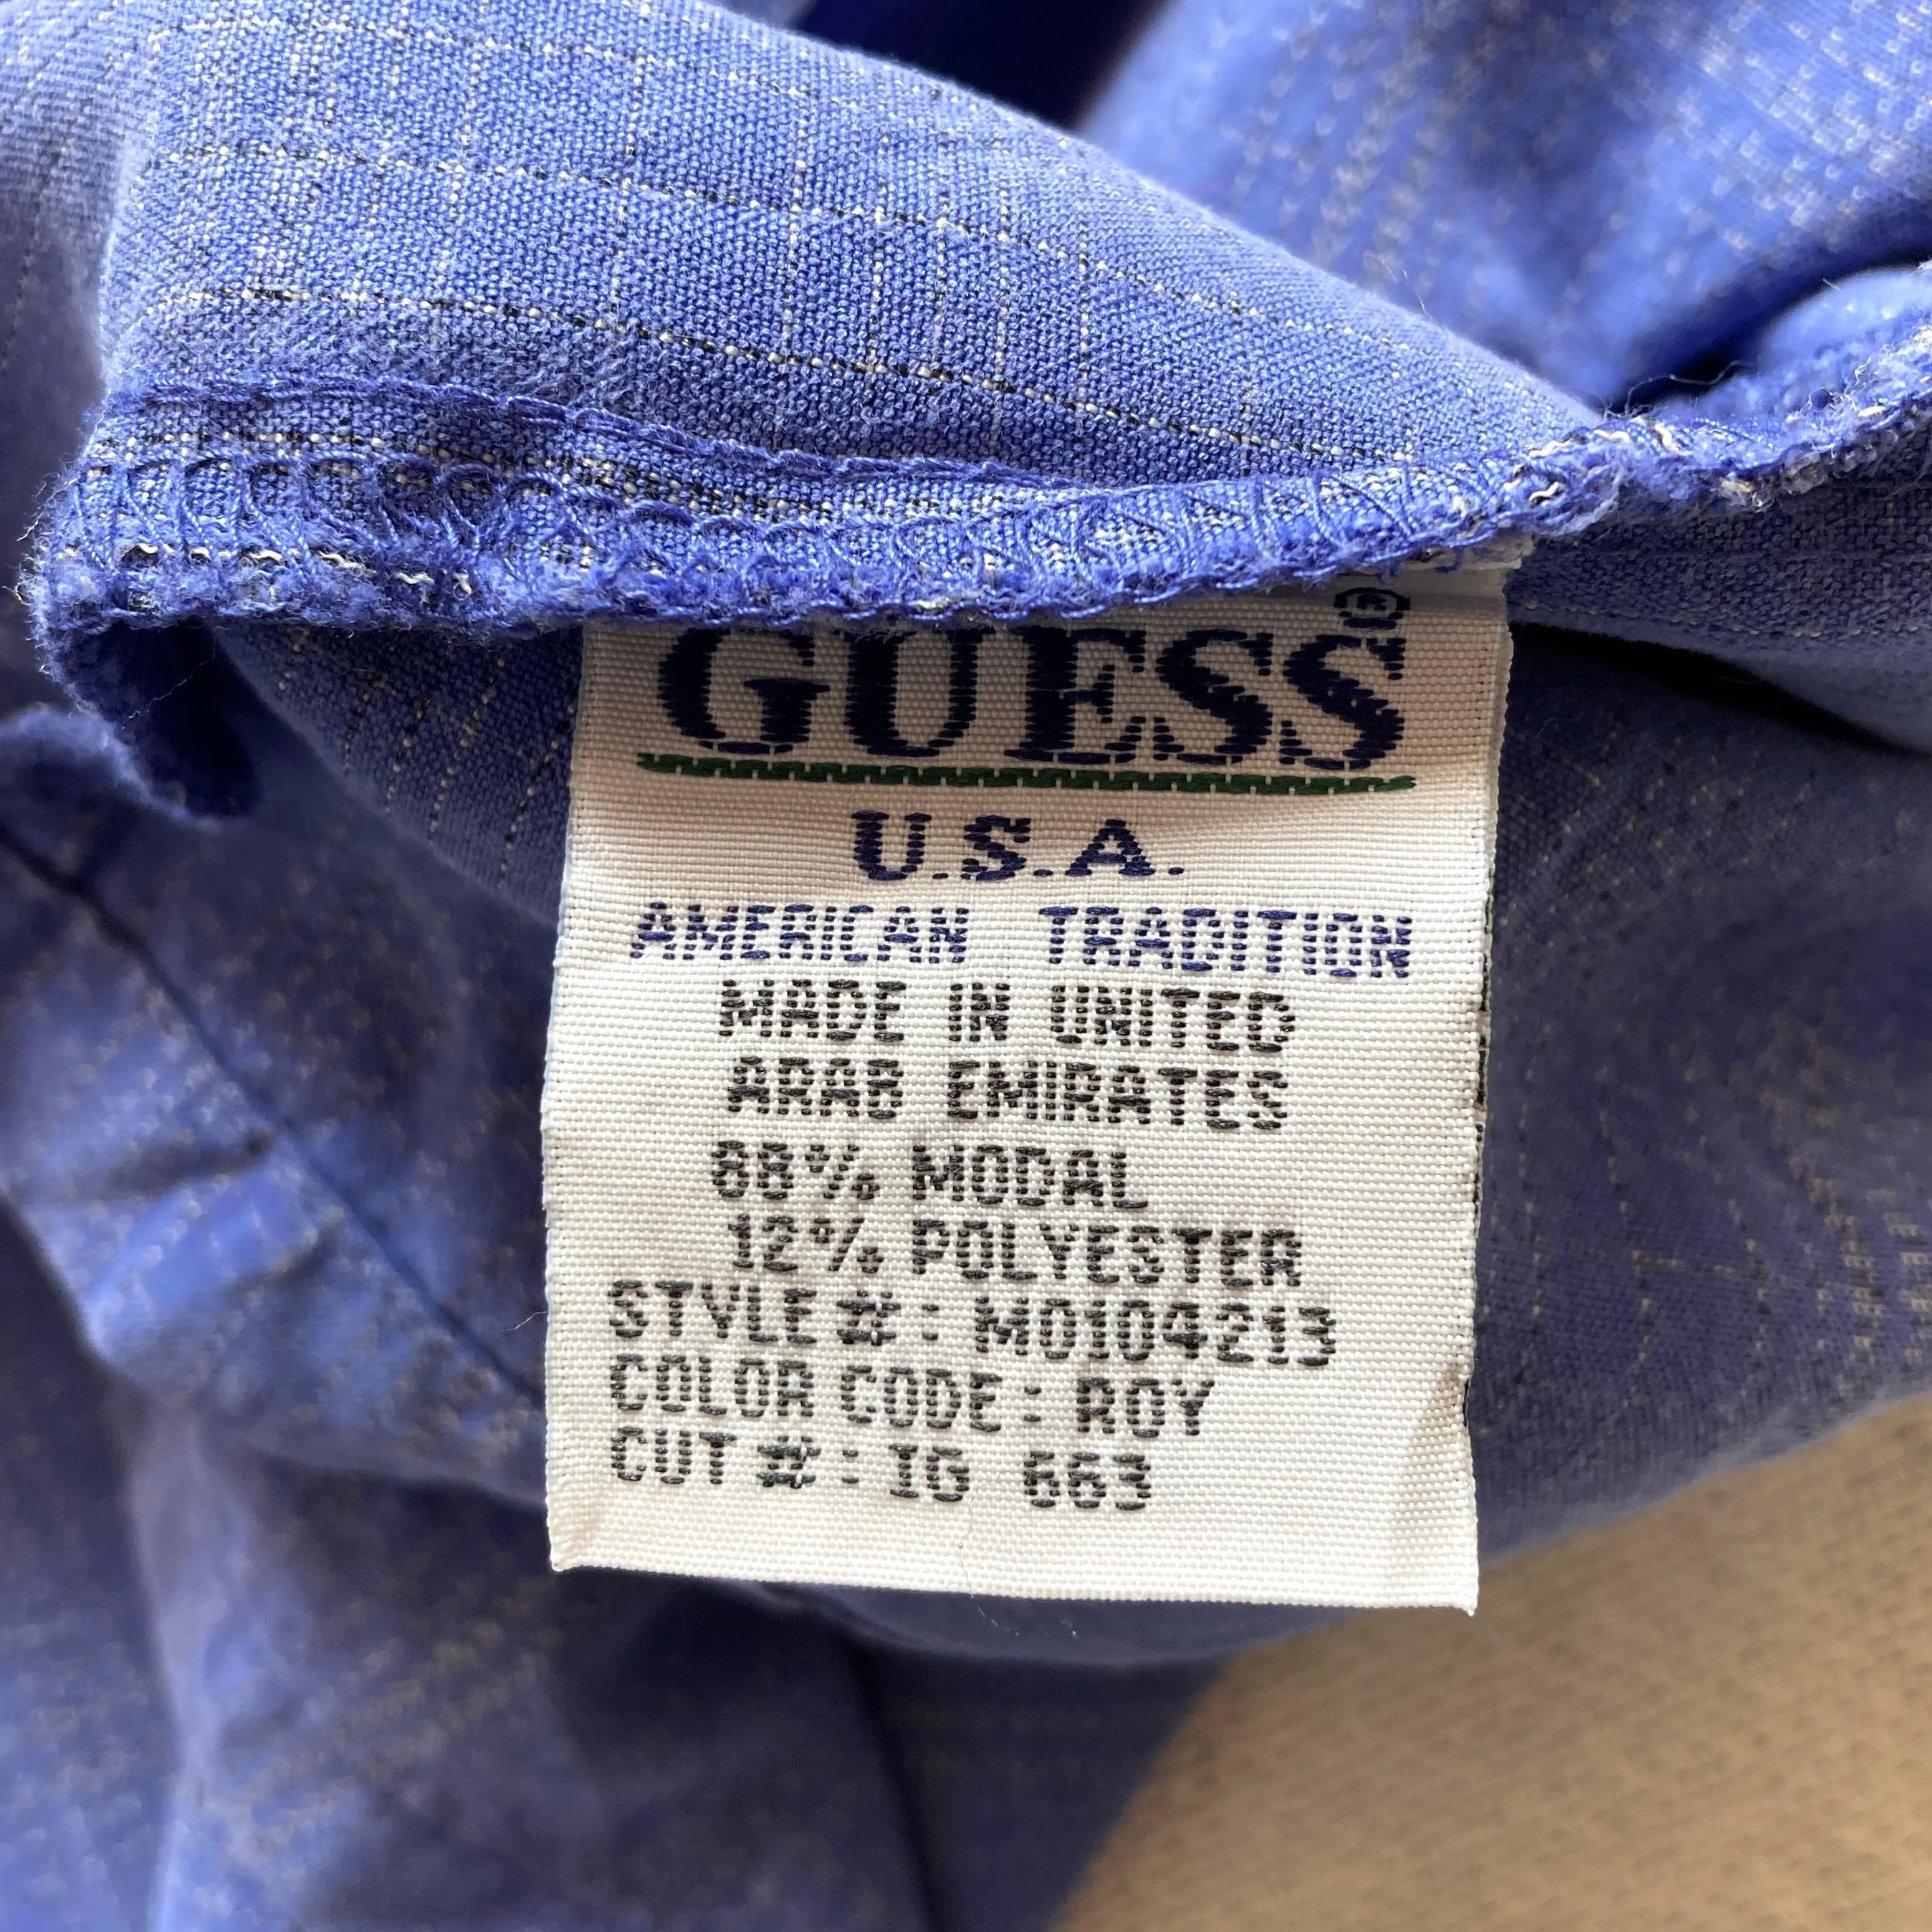 GUESS®
U.S.A.
AMERICAN TRADITION
MADE IN UNITED
ARAB EMIRATES
88% MODAL
12% POLYESTER
STYLE#: M0104213
COLOR CODE: ROY
CUT#: IG 663